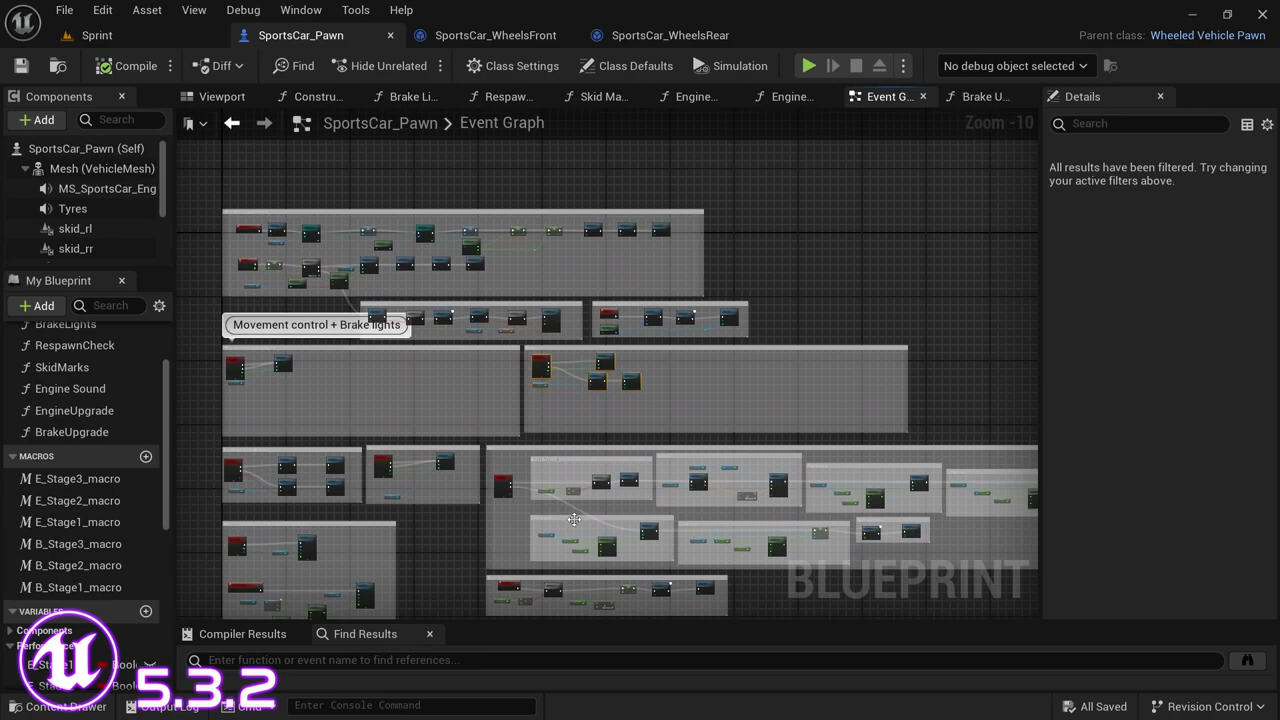 File Edit Asset View Debug Window Tools Help
Sprint SportsCar_Pawn SportsCar_WheelsFront SportsCar_WheelsRear Parent class: Wheeled Vehicle Pawn
Compile Diff Find Hide Unrelated Class Settings Class Defaults Simulation No debug object selected
Components Viewport Constru... Brake Li... Respaw... Skid Ma... Engine... Engine... Event G... Brake U... Details
Add Search SportsCar_Pawn Event Graph Zoom -10 Search
SportsCar_Pawn (Self)
Mesh (VehicleMesh)
MS_SportsCar_Eng
Tyres
skid_rl
skid_rr
All results have been filtered. Try changing
your active filters above.
My Blueprint
Add Search
BrakeLights
RespawnCheck
SkidMarks
Engine Sound
EngineUpgrade
BrakeUpgrade
MACROS
E_Stage3_macro
E_Stage2_macro
E_Stage1_macro
B_Stage3_macro
B_Stage2_macro
B_Stage1_macro
VARIABLES
Components
Movement control + Brake lights
BLUEPRINT
Compiler Results Find Results
Enter function or event name to find references...
5.3.2
Content Drawer Output Log Cmd Enter Console Command All Saved Revision Control